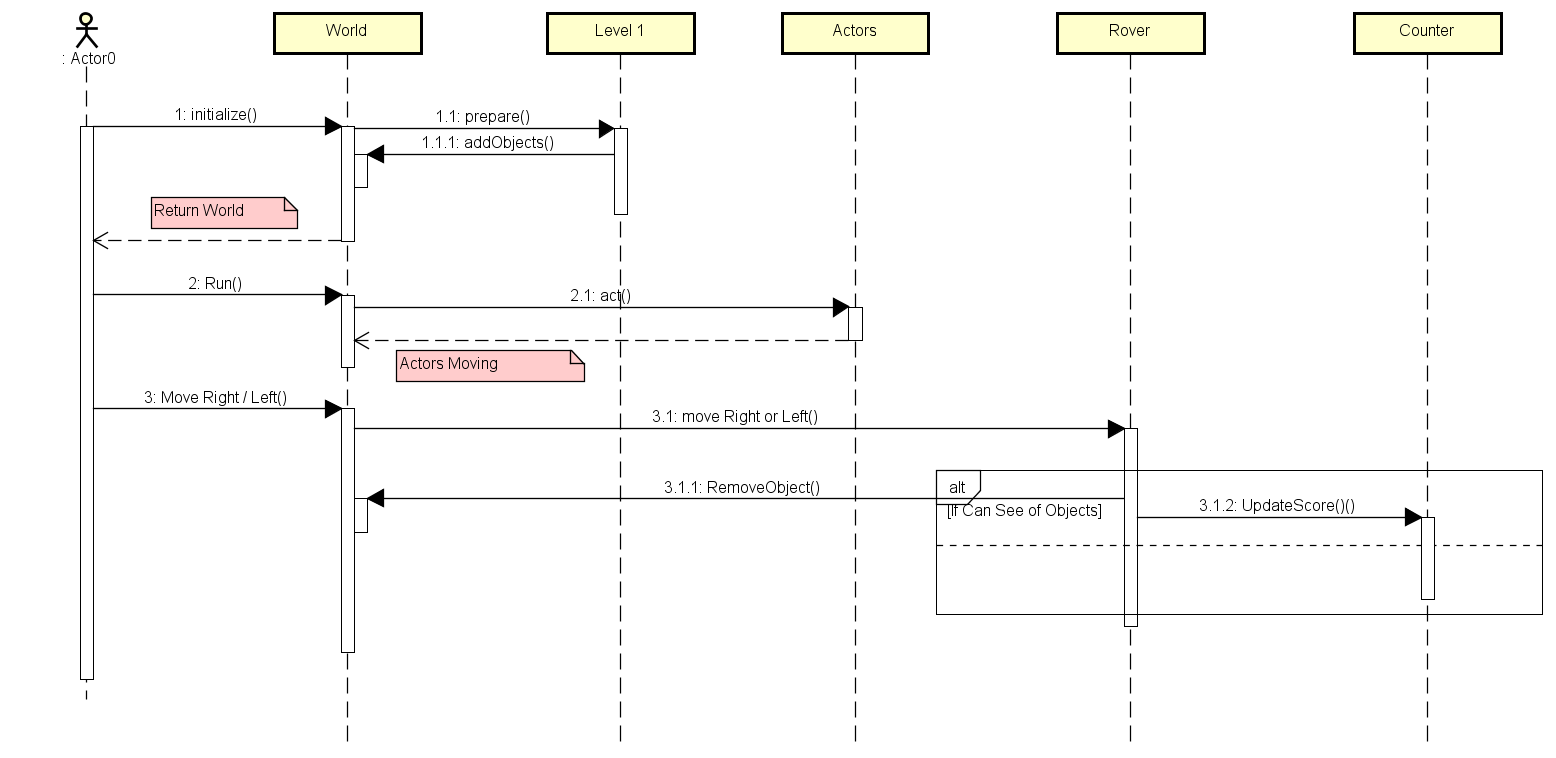 : Actor0
World
Level 1
Actors
Rover
Counter
1: initialize()
1.1: prepare()
1.1.1: addObjects()
Return World
2: Run()
2.1: act()
Actors Moving
3: Move Right / Left()
3.1: move Right or Left()
alt
3.1.1: RemoveObject()
[If Can See of Objects]
3.1.2: UpdateScore()()